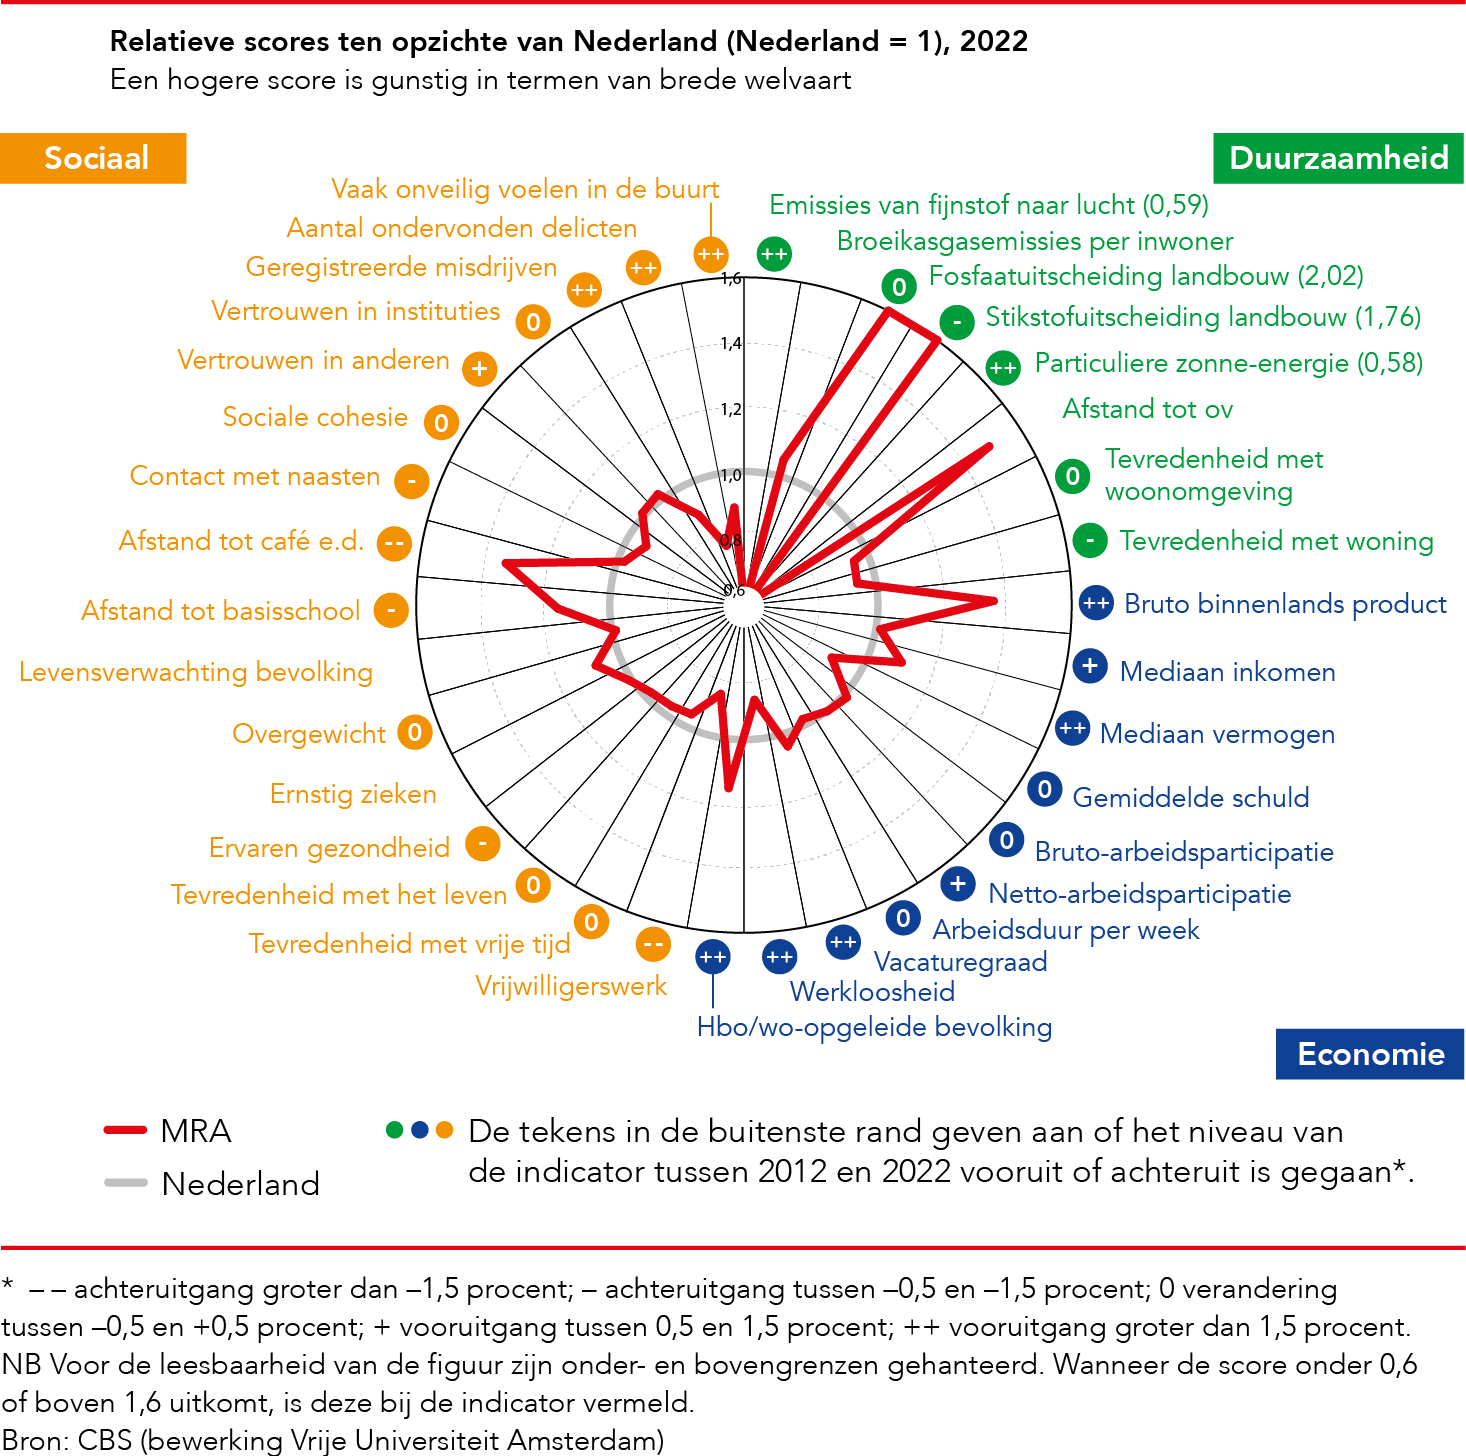 Relatieve scores ten opzichte van Nederland (Nederland = 1), 2022
Een hogere score is gunstig in termen van brede welvaart
Sociaal
Duurzaamheid
Vaak onveilig voelen in de buurt
++
Aantal ondervonden delicten
++
Geregistreerde misdrijven
++
Vertrouwen in instituties
0
Vertrouwen in anderen
+
Sociale cohesie
0
Contact met naasten
-
Afstand tot café e.d.
--
Afstand tot basisschool
-
Levensverwachting bevolking
Overgewicht
0
Ernstig zieken
Ervaren gezondheid
-
Tevredenheid met het leven
0
Tevredenheid met vrije tijd
0
Vrijwilligerswerk
--
1,6
1,4
1,2
1,0
0,8
0,6
++
Emissies van fijnstof naar lucht (0,59)
Broeikasgasemissies per inwoner
0
Fosfaatuitscheiding landbouw (2,02)
-
Stikstofuitscheiding landbouw (1,76)
++
Particuliere zonne-energie (0,58)
Afstand tot ov
0
Tevredenheid met
woonomgeving
-
Tevredenheid met woning
++
Bruto binnenlands product
+
Mediaan inkomen
++
Mediaan vermogen
0
Gemiddelde schuld
0
Bruto-arbeidsparticipatie
+
Netto-arbeidsparticipatie
0
Arbeidsduur per week
++
Vacaturegraad
++
Werkloosheid
++
Hbo/wo-opgeleide bevolking
Economie
MRA
Nederland
De tekens in de buitenste rand geven aan of het niveau van
de indicator tussen 2012 en 2022 vooruit of achteruit is gegaan*.
* – – achteruitgang groter dan –1,5 procent; – achteruitgang tussen –0,5 en –1,5 procent; 0 verandering
tussen –0,5 en +0,5 procent; + vooruitgang tussen 0,5 en 1,5 procent; ++ vooruitgang groter dan 1,5 procent.
NB Voor de leesbaarheid van de figuur zijn onder- en bovengrenzen gehanteerd. Wanneer de score onder 0,6
of boven 1,6 uitkomt, is deze bij de indicator vermeld.
Bron: CBS (bewerking Vrije Universiteit Amsterdam)